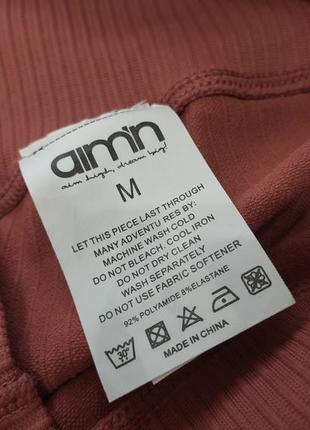 aim'n
aim high, dream big!
M
LET THIS PIECE LAST THROUGH
MANY ADVENTU RES BY:
MACHINE WASH COLD
DO NOT BLEACH. COOL IRON
DO NOT DRY CLEAN
WASH SEPARATELY
DO NOT USE FABRIC SOFTENER
92% POLYAMIDE 8%ELASTANE
30°
MADE IN CHINA